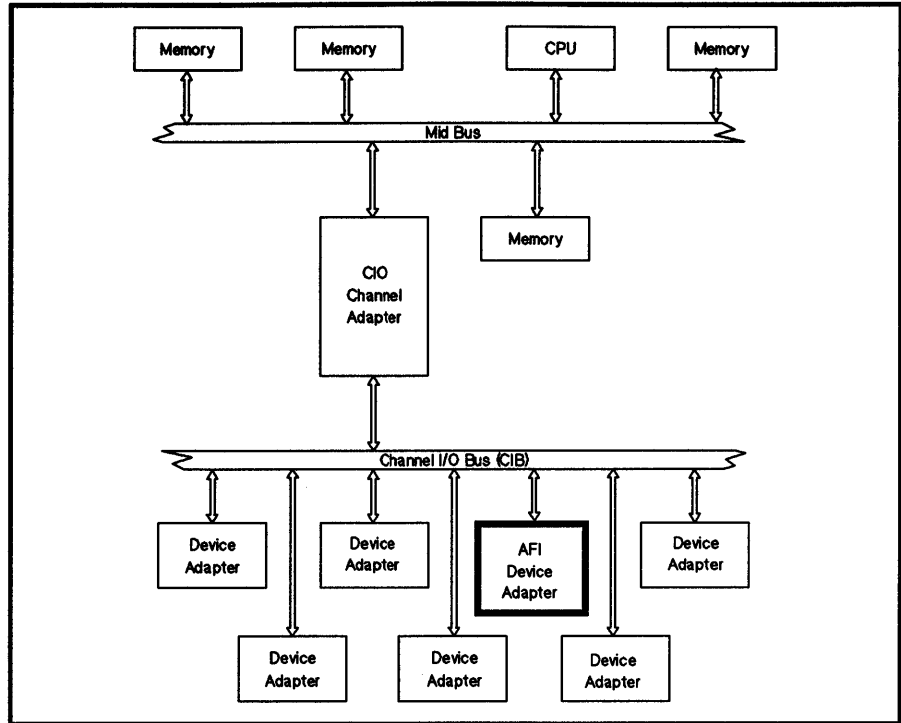 Memory
Memory
CPU
Memory
Mid Bus
CIO
Channel
Adapter
Memory
Channel I/O Bus (CIB)
Device
Adapter
Device
Adapter
AFI
Device
Adapter
Device
Adapter
Device
Adapter
Device
Adapter
Device
Adapter